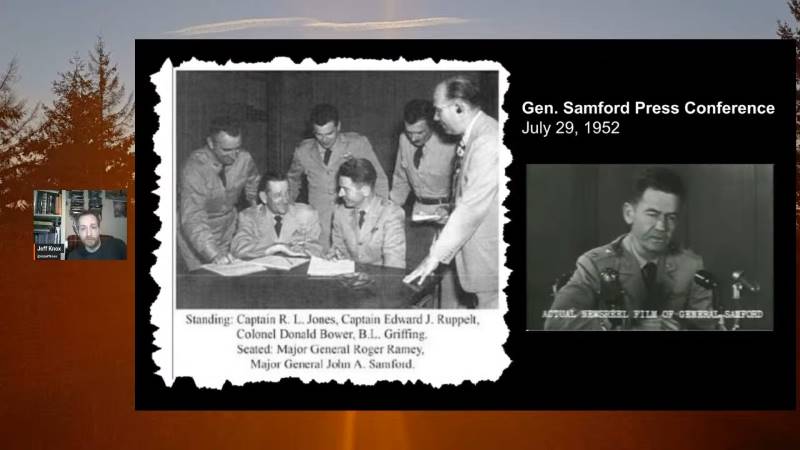 Gen. Samford Press Conference
July 29, 1952
Standing: Captain R. L. Jones, Captain Edward J. Ruppelt,
Colonel Donald Bower, B.L. Griffing.
Seated: Major General Roger Ramey,
Major General John A. Samford.
ACTUAL NEWSREEL FILM OF GENERAL SAMFORD
Jeff Knox